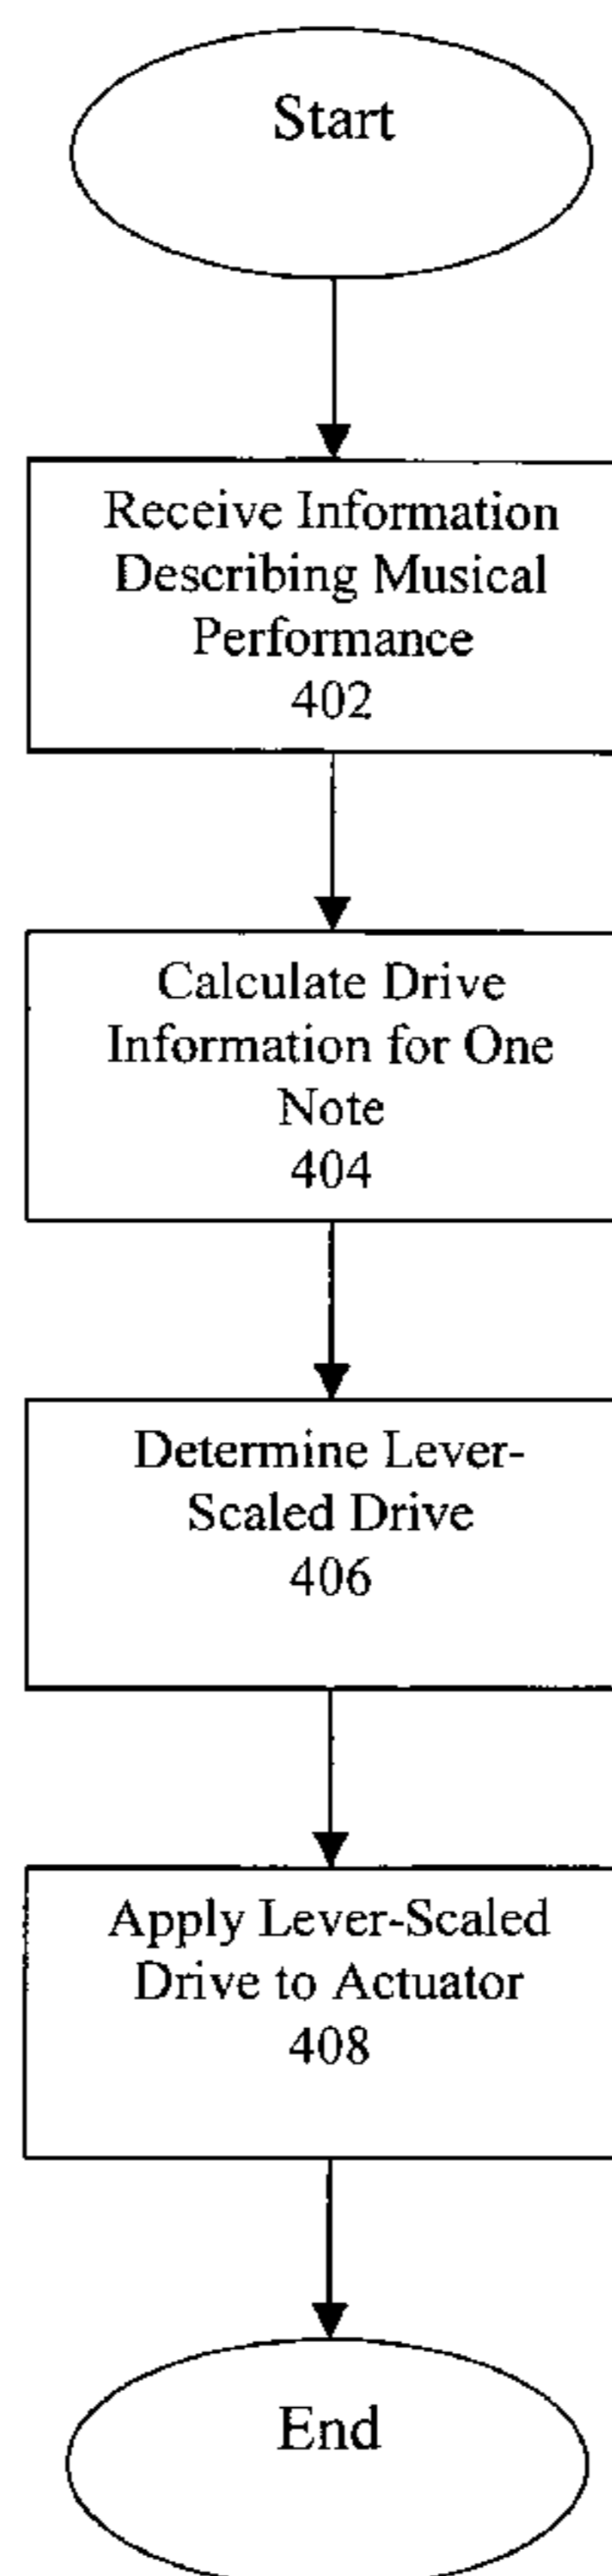 Start
Receive Information
Describing Musical
Performance
402
Calculate Drive
Information for One
Note
404
Determine Lever-
Scaled Drive
406
Apply Lever-Scaled
Drive to Actuator
408
End